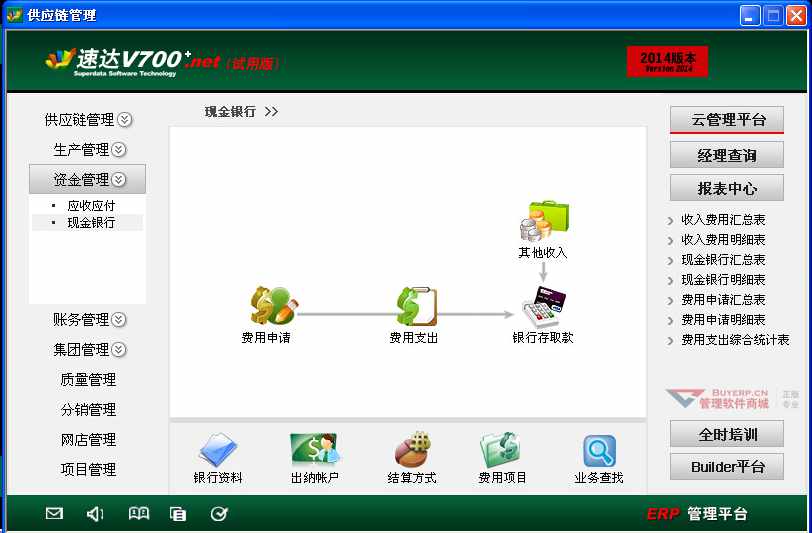 供应链管理
速达V700+.net (试用版)
Superdata Software Technology
2014版本
Version 2014
供应链管理
生产管理
资金管理
应收应付
现金银行
账务管理
集团管理
质量管理
分销管理
网店管理
项目管理
现金银行 >>
其他收入
费用申请
费用支出
银行存取款
银行资料
出纳帐户
结算方式
费用项目
业务查找
云管理平台
经理查询
报表中心
收入费用汇总表
收入费用明细表
现金银行汇总表
现金银行明细表
费用申请汇总表
费用申请明细表
费用支出综合统计表
BUYERP.CN
管理软件商城
正版
专业
全时培训
Builder平台
ERP 管理平台